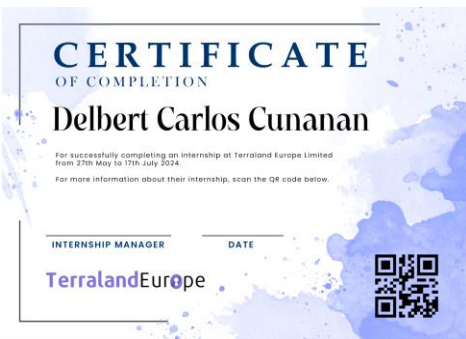 CERTIFICATE
OF COMPLETION
Delbert Carlos Cunanan
For successfully completing an internship at Terraland Europe Limited
from 27th May to 17th July 2024.
For more information about their internship, scan the QR code below.
INTERNSHIP MANAGER
DATE
TerralandEurope